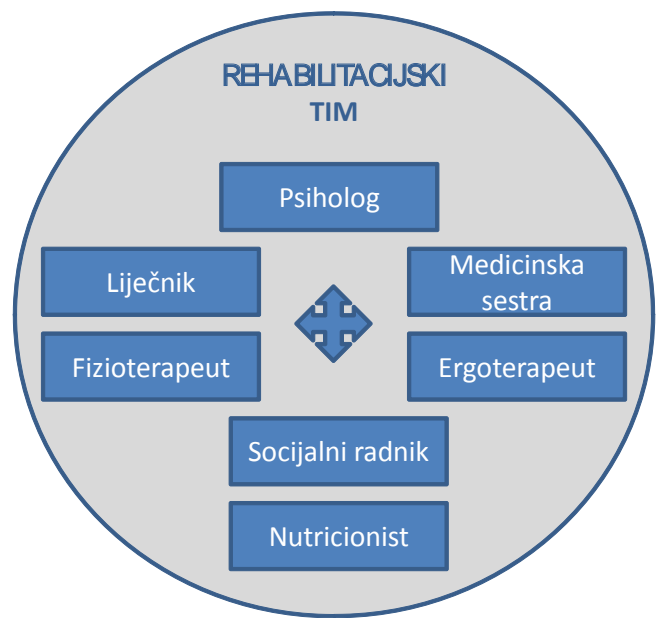 REHABILITACIJSKI
TIM
Psiholog
Liječnik
Medicinska
sestra
Fizioterapeut
Ergoterapeut
Socijalni radnik
Nutricionist